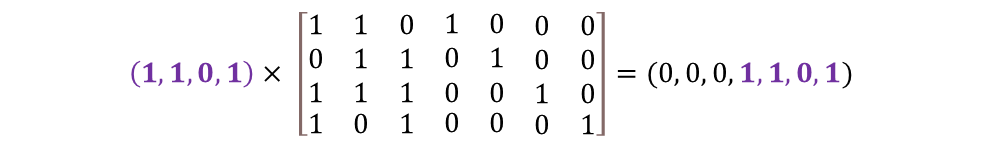 1 1 0 1 0 0 0
0 1 1 0 1 0 0
(1, 1, 0, 1) × = (0, 0, 0, 1, 1, 0, 1)
1 1 1 0 0 1 0
1 0 1 0 0 0 1